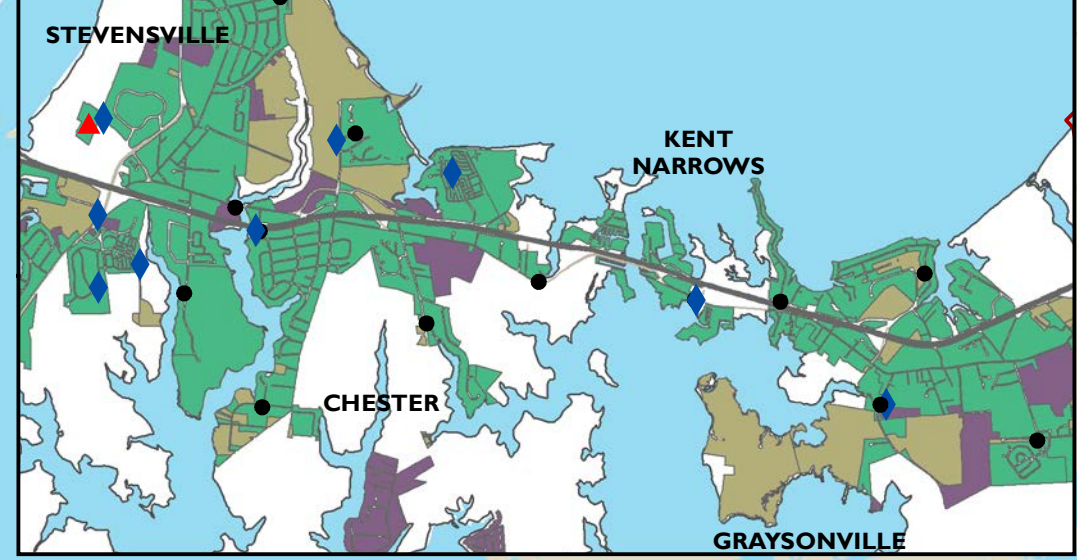 STEVENSVILLE
KENT
NARROWS
CHESTER
GRAYSONVILLE